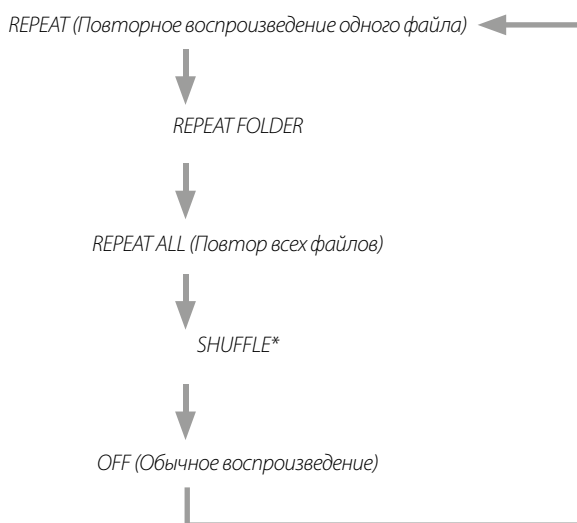 REPEAT (Повторное воспроизведение одного файла)
REPEAT FOLDER
REPEAT ALL (Повтор всех файлов)
SHUFFLE*
OFF (Обычное воспроизведение)